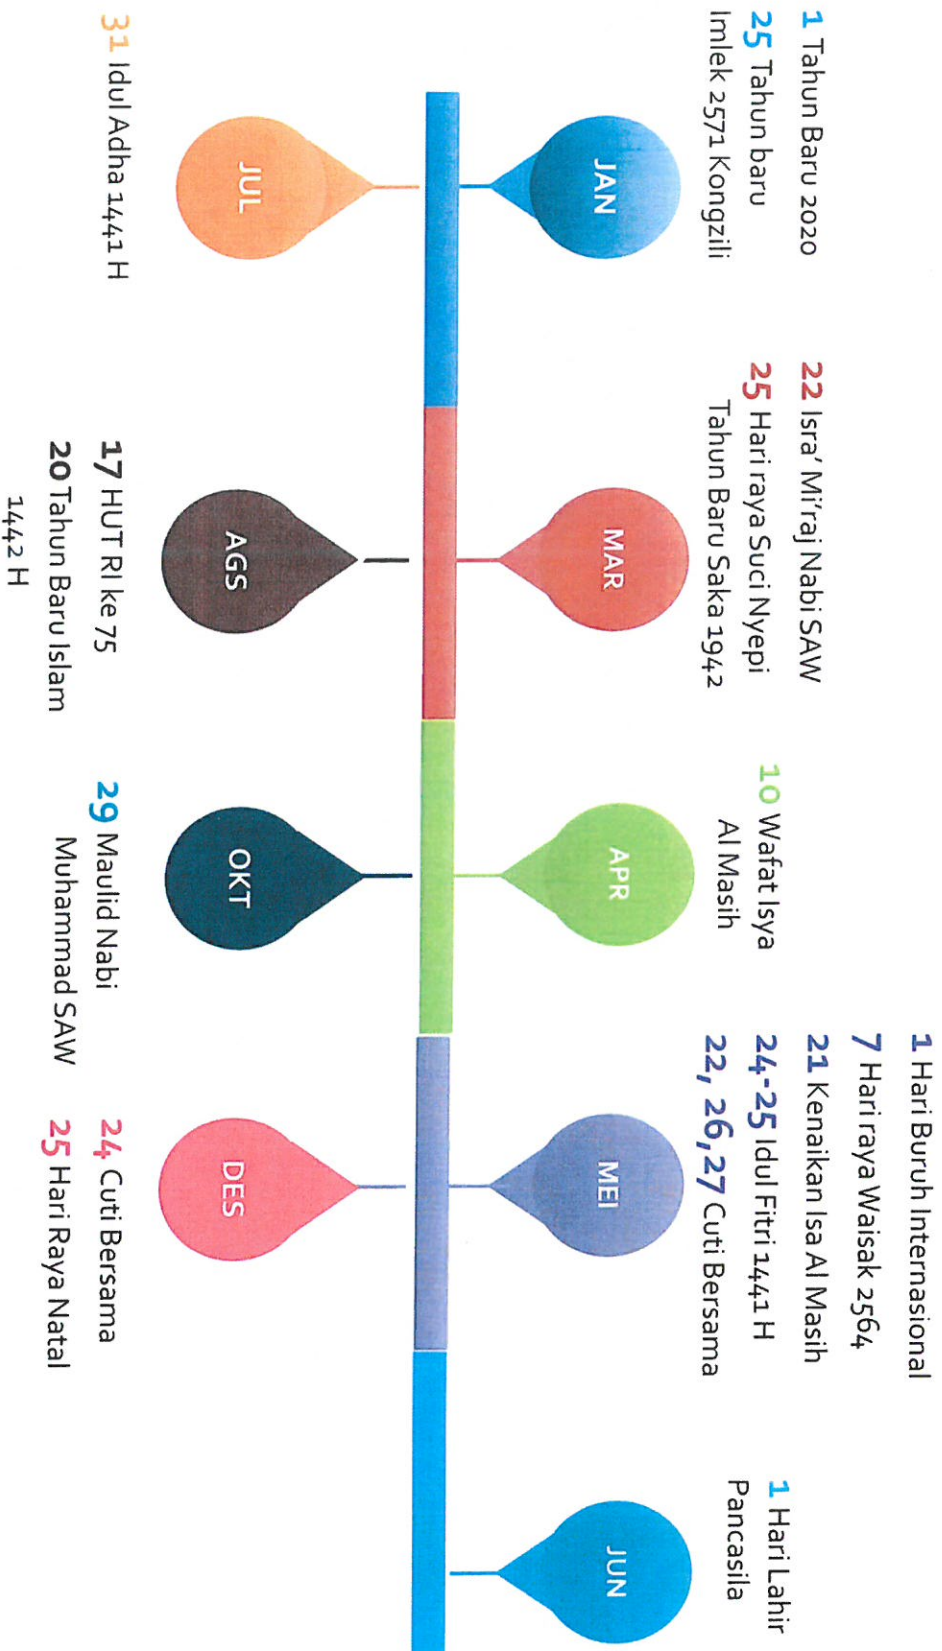 1 Tahun Baru 2020
25 Tahun baru
Imlek 2571 Kongzili
JAN
22 Isra' Mi'raj Nabi SAW
25 Hari raya Suci Nyepi
Tahun Baru Saka 1942
MAR
10 Wafat Isya
Al Masih
APR
1 Hari Buruh Internasional
7 Hari raya Waisak 2564
21 Kenaikan Isa Al Masih
24-25 Idul Fitri 1441 H
22, 26,27 Cuti Bersama
MEI
1 Hari Lahir
Pancasila
JUN
JUL
31 Idul Adha 1441 H
AGS
17 HUT RI ke 75
20 Tahun Baru Islam
1442 H
OKT
29 Maulid Nabi
Muhammad SAW
DES
24 Cuti Bersama
25 Hari Raya Natal